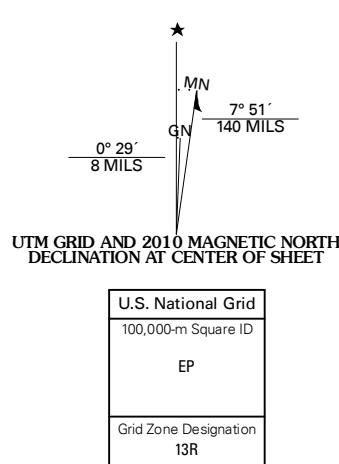 ★
MN
7° 51´
140 MILS
GN
0° 29´
8 MILS
UTM GRID AND 2010 MAGNETIC NORTH
DECLINATION AT CENTER OF SHEET
U.S. National Grid
100,000-m Square ID
EP
Grid Zone Designation
13R